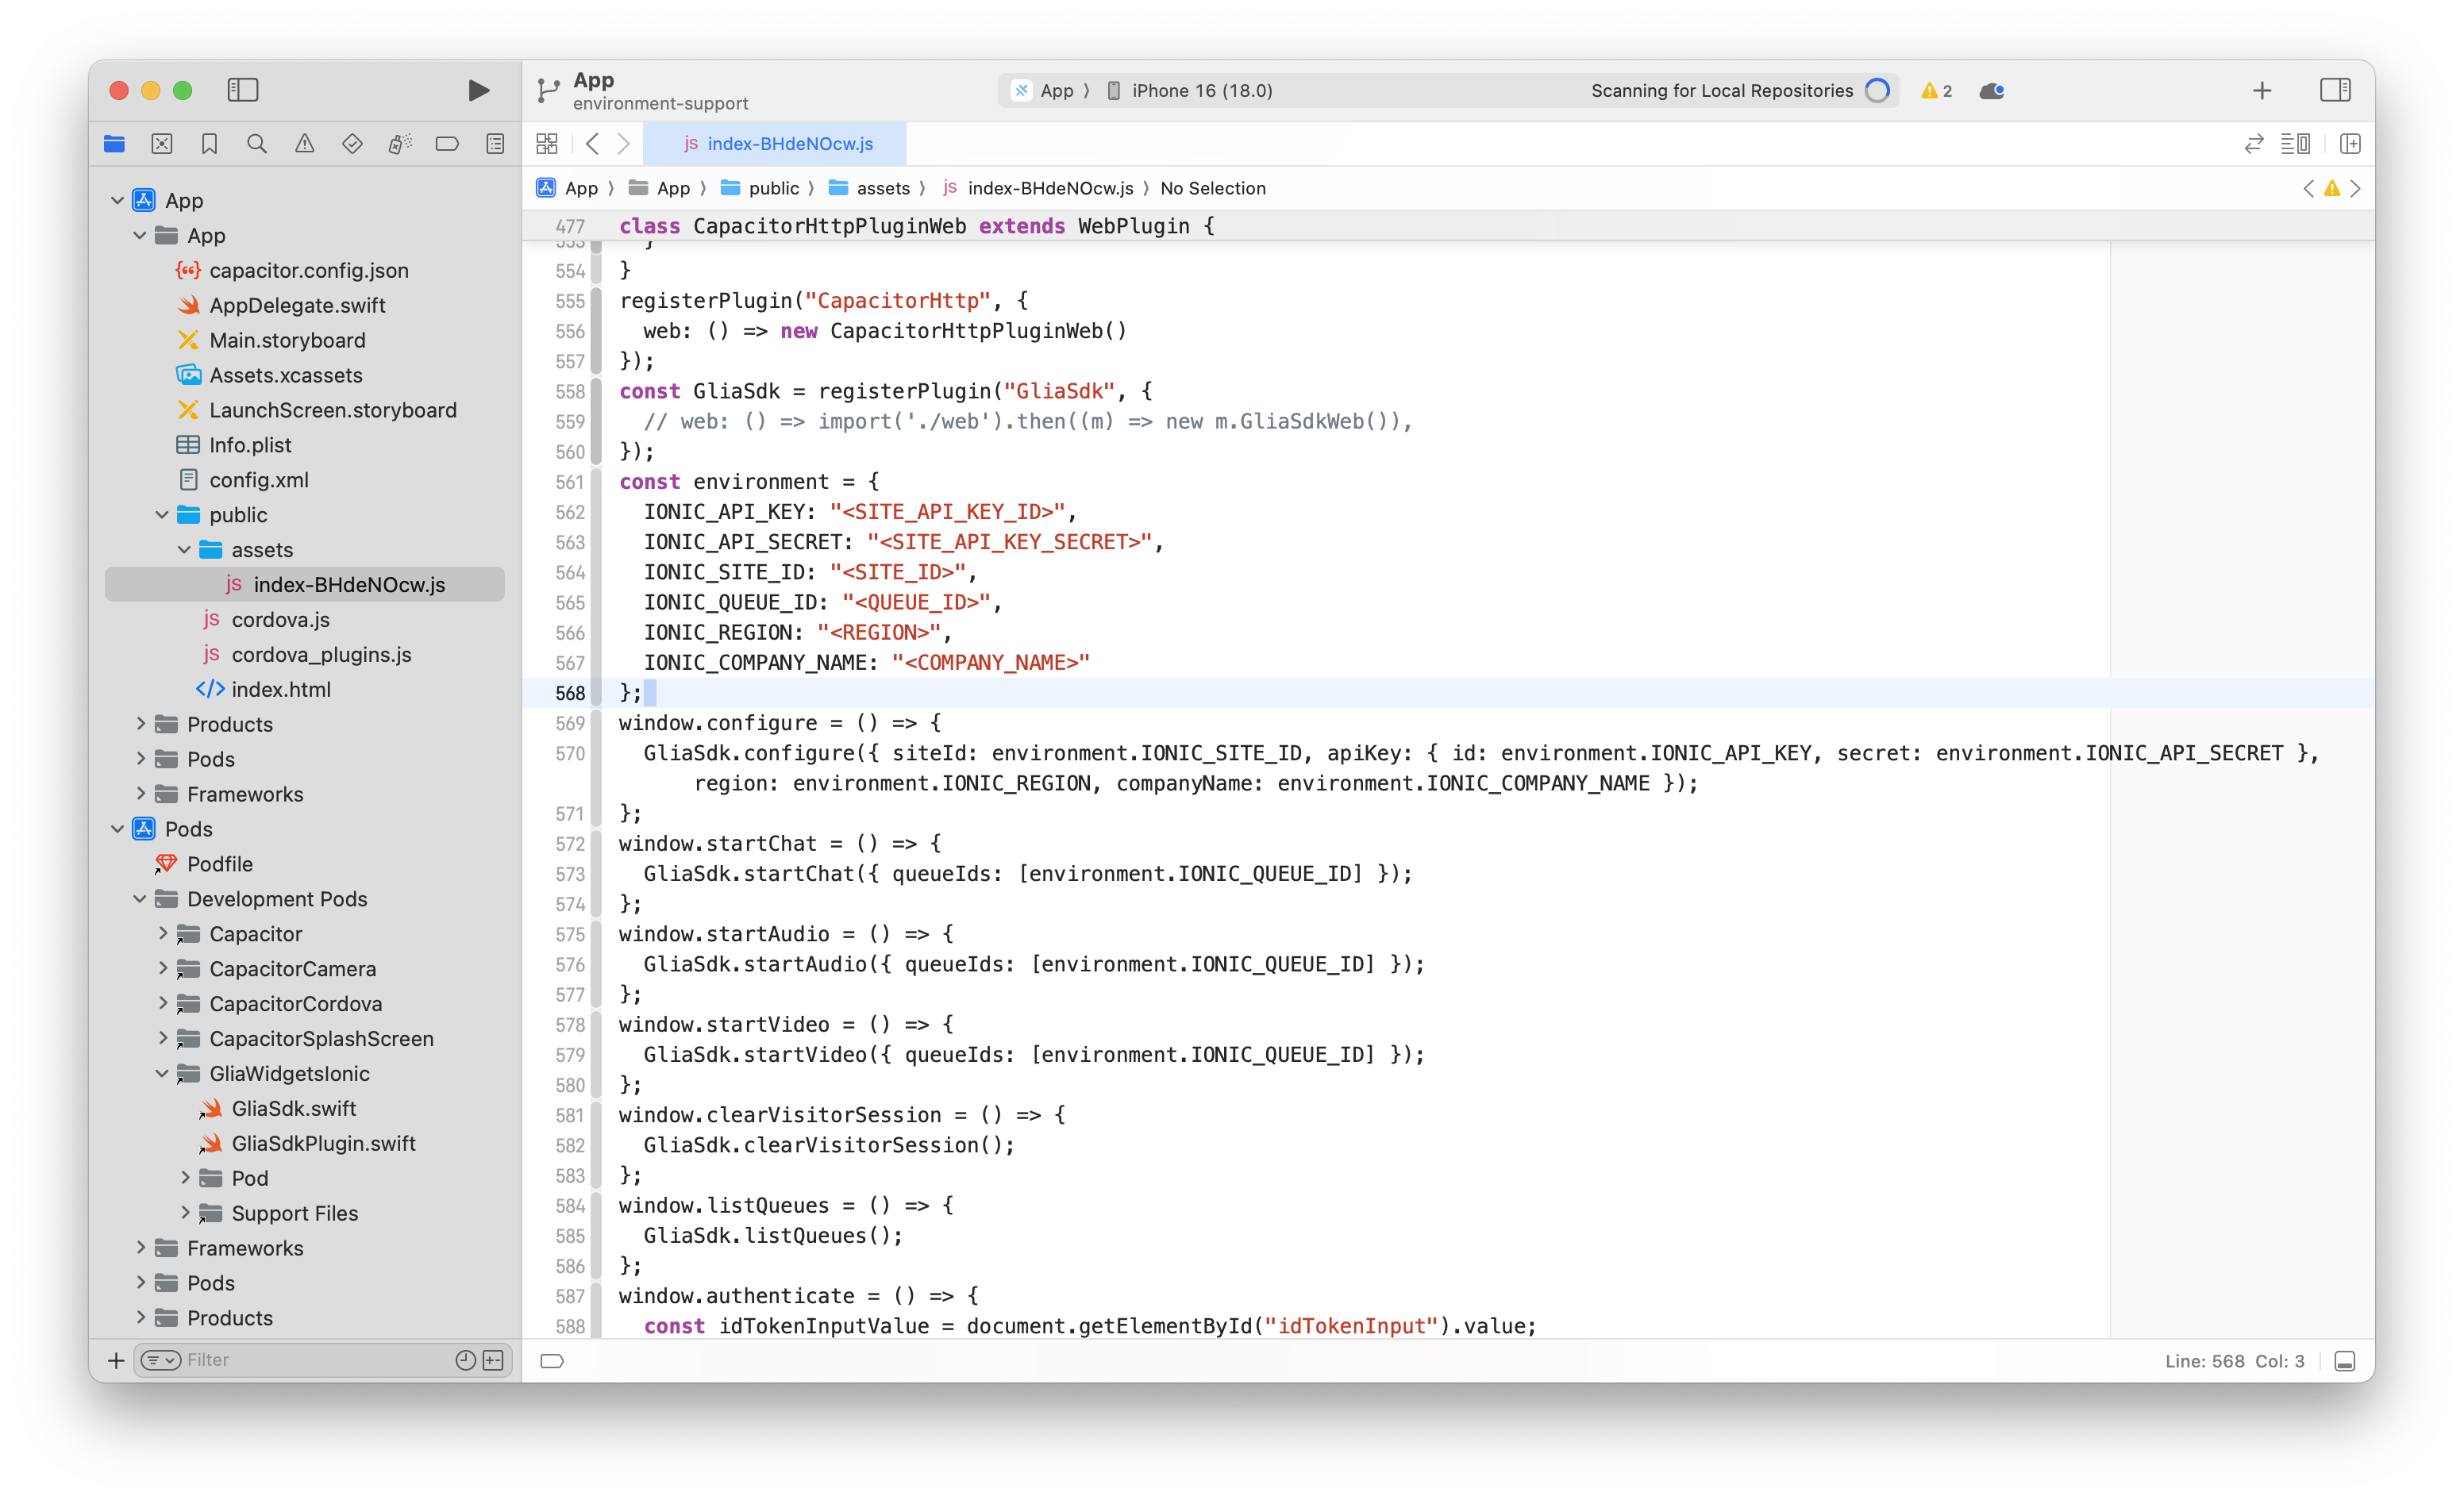 App
environment-support
App
iPhone 16 (18.0)
Scanning for Local Repositories
2
js index-BHdeNOcw.js
App
App
public
assets
js index-BHdeNOcw.js
No Selection
App
App
capacitor.config.json
AppDelegate.swift
Main.storyboard
Assets.xcassets
LaunchScreen.storyboard
Info.plist
config.xml
public
assets
js index-BHdeNOcw.js
js cordova.js
js cordova_plugins.js
</> index.html
Products
Pods
Frameworks
Pods
Podfile
Development Pods
Capacitor
CapacitorCamera
CapacitorCordova
CapacitorSplashScreen
GliaWidgetsIonic
GliaSdk.swift
GliaSdkPlugin.swift
Pod
Support Files
Frameworks
Pods
Products
Filter
477 class CapacitorHttpPluginWeb extends WebPlugin {
553 }
554 }
555 registerPlugin("CapacitorHttp", {
556 web: () => new CapacitorHttpPluginWeb()
557 });
558 const GliaSdk = registerPlugin("GliaSdk", {
559 // web: () => import('./web').then((m) => new m.GliaSdkWeb()),
560 });
561 const environment = {
562 IONIC_API_KEY: "<SITE_API_KEY_ID>",
563 IONIC_API_SECRET: "<SITE_API_KEY_SECRET>",
564 IONIC_SITE_ID: "<SITE_ID>",
565 IONIC_QUEUE_ID: "<QUEUE_ID>",
566 IONIC_REGION: "<REGION>",
567 IONIC_COMPANY_NAME: "<COMPANY_NAME>"
568 };
569 window.configure = () => {
570 GliaSdk.configure({ siteId: environment.IONIC_SITE_ID, apiKey: { id: environment.IONIC_API_KEY, secret: environment.IONIC_API_SECRET },
region: environment.IONIC_REGION, companyName: environment.IONIC_COMPANY_NAME });
571 };
572 window.startChat = () => {
573 GliaSdk.startChat({ queueIds: [environment.IONIC_QUEUE_ID] });
574 };
575 window.startAudio = () => {
576 GliaSdk.startAudio({ queueIds: [environment.IONIC_QUEUE_ID] });
577 };
578 window.startVideo = () => {
579 GliaSdk.startVideo({ queueIds: [environment.IONIC_QUEUE_ID] });
580 };
581 window.clearVisitorSession = () => {
582 GliaSdk.clearVisitorSession();
583 };
584 window.listQueues = () => {
585 GliaSdk.listQueues();
586 };
587 window.authenticate = () => {
588 const idTokenInputValue = document.getElementById("idTokenInput").value;
Line: 568 Col: 3